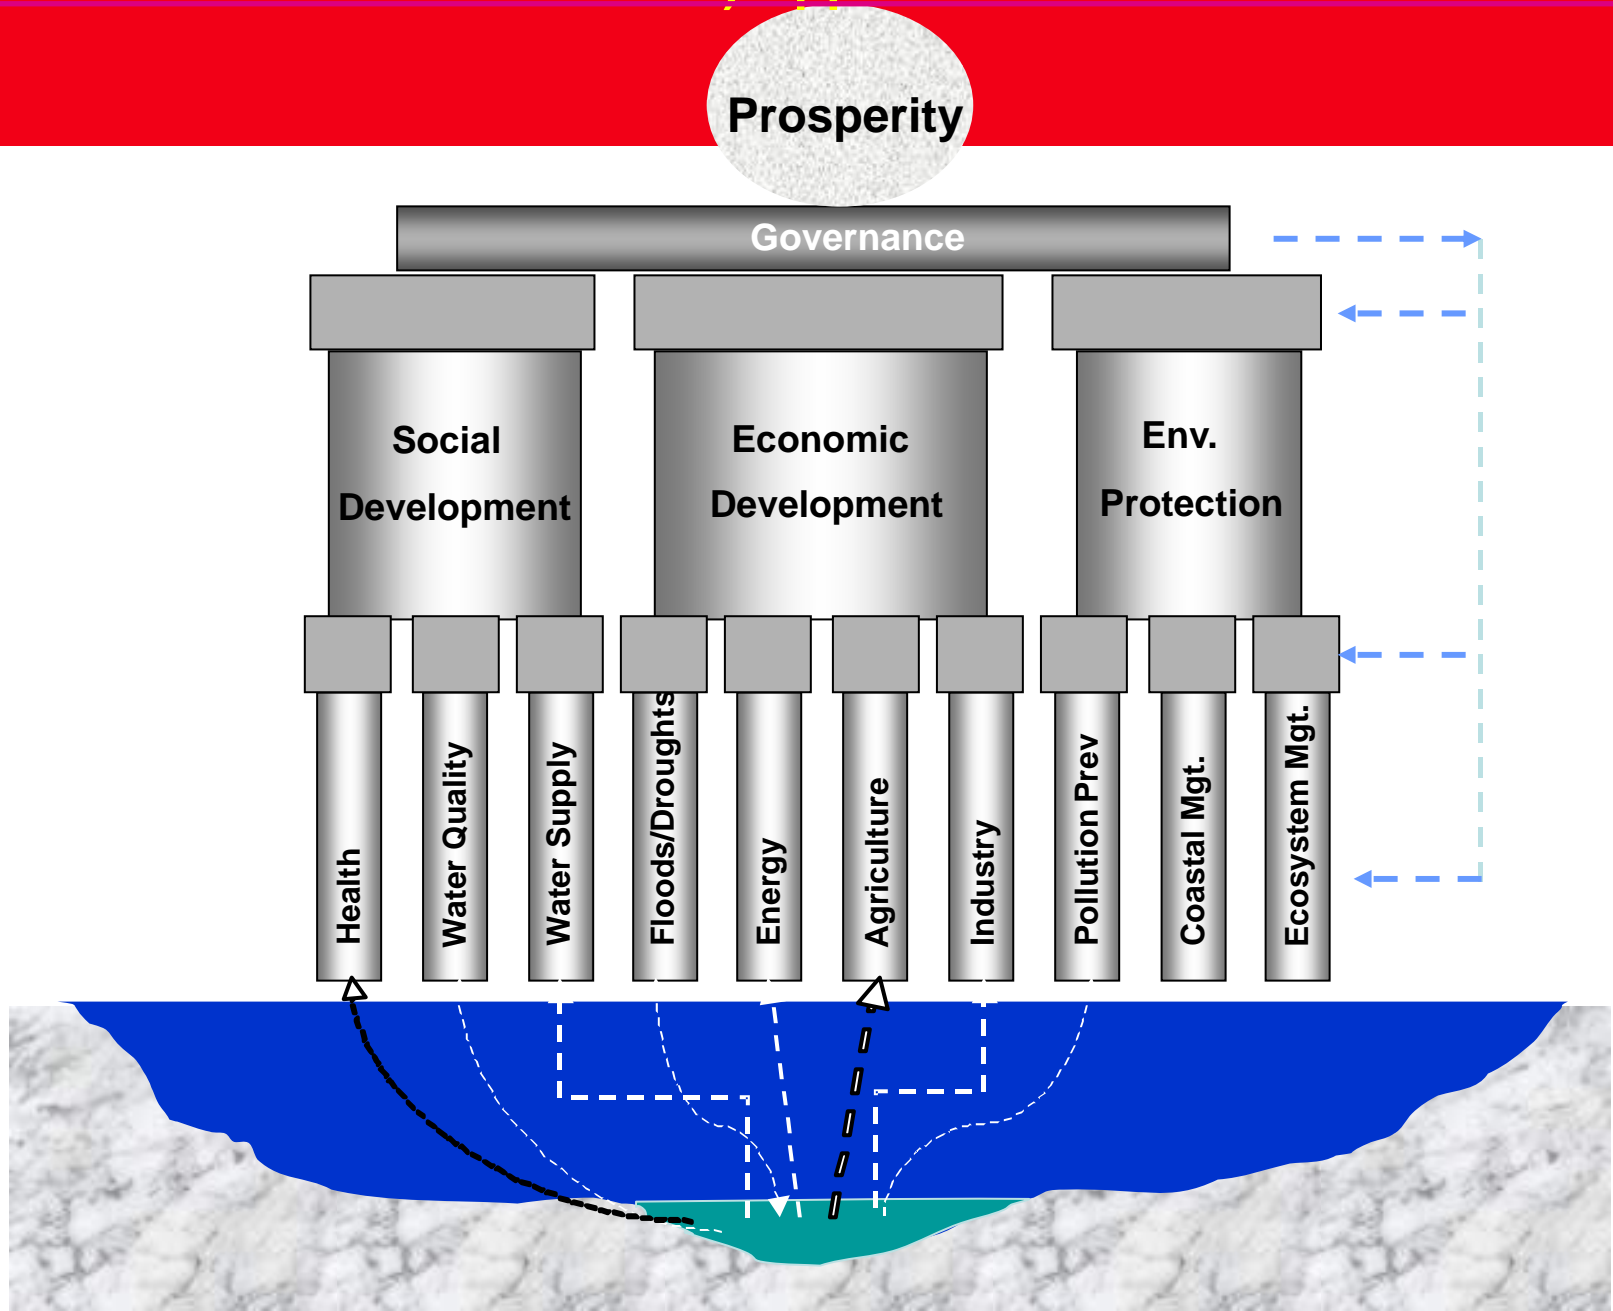 Prosperity
Governance
Social
Development
Economic
Development
Env.
Protection
Health
Water Quality
Water Supply
Floods/Droughts
Energy
Agriculture
Industry
Pollution Prev
Coastal Mgt.
Ecosystem Mgt.